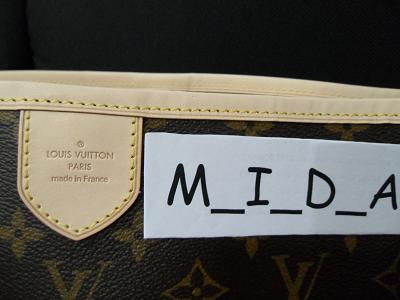 ®
LOUIS VUITTON
PARIS
made in France
M_I_D_A